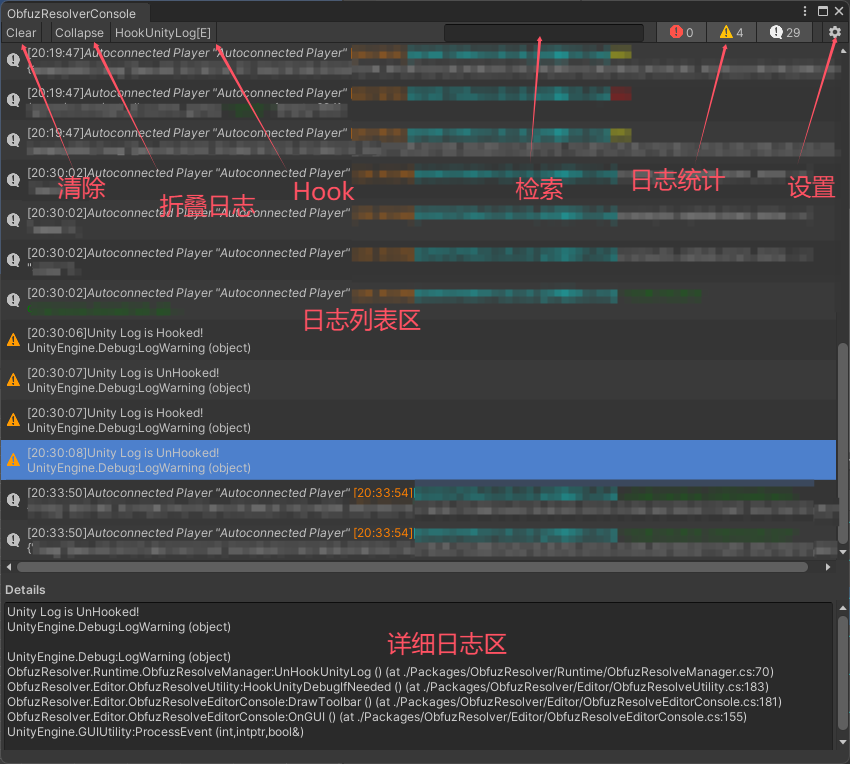 ObfuzResolverConsole
Clear Collapse HookUnityLog[E] 0 4 29
[20:19:47]Autoconnected Player "Autoconnected Player"
[20:19:47]Autoconnected Player "Autoconnected Player"
[20:19:47]Autoconnected Player "Autoconnected Player"
[20:30:02]Autoconnected Player "Autoconnected Player"
清除 折叠日志 Hook 检索 日志统计 设置
[20:30:02]Autoconnected Player "Autoconnected Player"
[20:30:02]Autoconnected Player "Autoconnected Player"
"
[20:30:02]Autoconnected Player "Autoconnected Player"
日志列表区
[20:30:06]Unity Log is Hooked!
UnityEngine.Debug:LogWarning (object)
[20:30:07]Unity Log is UnHooked!
UnityEngine.Debug:LogWarning (object)
[20:30:07]Unity Log is Hooked!
UnityEngine.Debug:LogWarning (object)
[20:30:08]Unity Log is UnHooked!
UnityEngine.Debug:LogWarning (object)
[20:33:50]Autoconnected Player "Autoconnected Player" [20:33:54]
[20:33:50]Autoconnected Player "Autoconnected Player" [20:33:54]
Details
Unity Log is UnHooked!
UnityEngine.Debug:LogWarning (object)
详细日志区
UnityEngine.Debug:LogWarning (object)
ObfuzResolver.Runtime.ObfuzResolveManager:UnHookUnityLog () (at ./Packages/ObfuzResolver/Runtime/ObfuzResolveManager.cs:70)
ObfuzResolver.Editor.ObfuzResolveUtility:HookUnityDebugIfNeeded () (at ./Packages/ObfuzResolver/Editor/ObfuzResolveUtility.cs:183)
ObfuzResolver.Editor.ObfuzResolveEditorConsole:DrawToolbar () (at ./Packages/ObfuzResolver/Editor/ObfuzResolveEditorConsole.cs:181)
ObfuzResolver.Editor.ObfuzResolveEditorConsole:OnGUI () (at ./Packages/ObfuzResolver/Editor/ObfuzResolveEditorConsole.cs:155)
UnityEngine.GUIUtility:ProcessEvent (int,intptr,bool&)